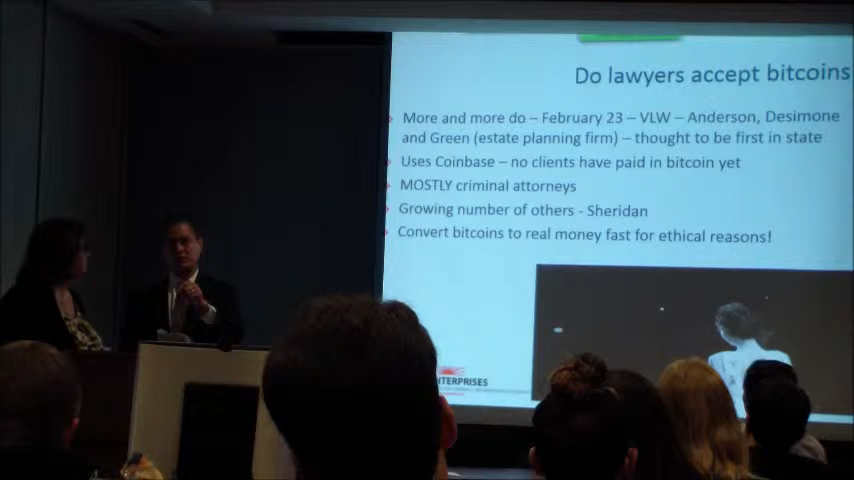 Do lawyers accept bitcoins
More and more do – February 23 – VLW – Anderson, Desimone
and Green (estate planning firm) – thought to be first in state
Uses Coinbase – no clients have paid in bitcoin yet
MOSTLY criminal attorneys
Growing number of others - Sheridan
Convert bitcoins to real money fast for ethical reasons!
NTERPRISES